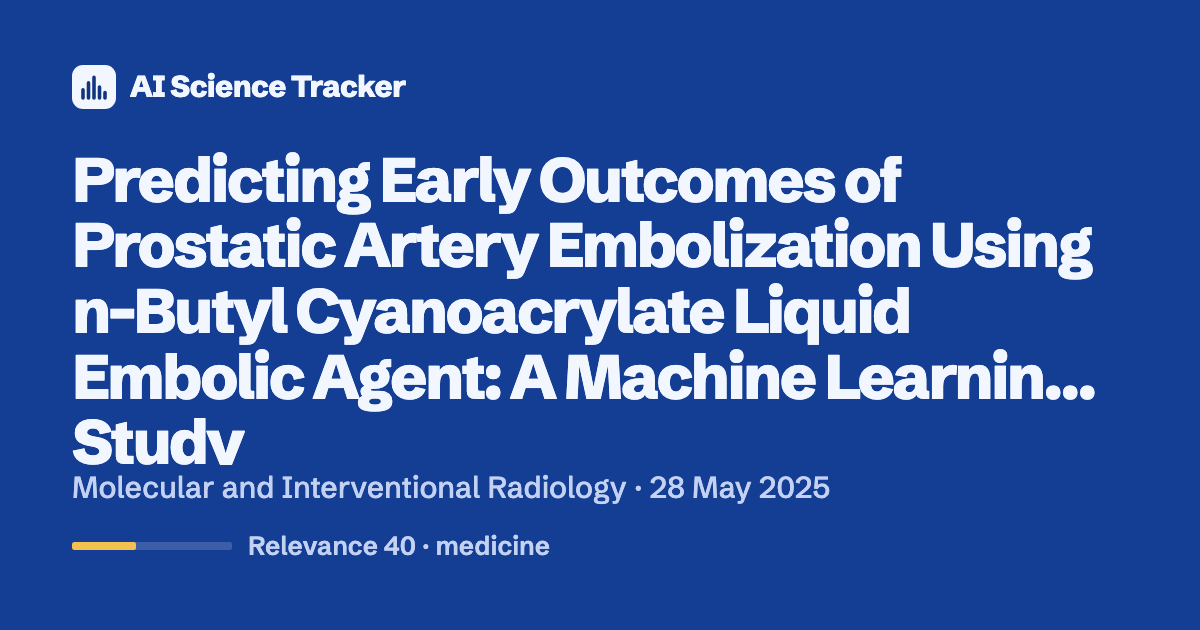 AI Science Tracker
Predicting Early Outcomes of
Prostatic Artery Embolization Using
n-Butyl Cyanoacrylate Liquid
Embolic Agent: A Machine Learnin...
Study
Molecular and Interventional Radiology · 28 May 2025
Relevance 40 · medicine